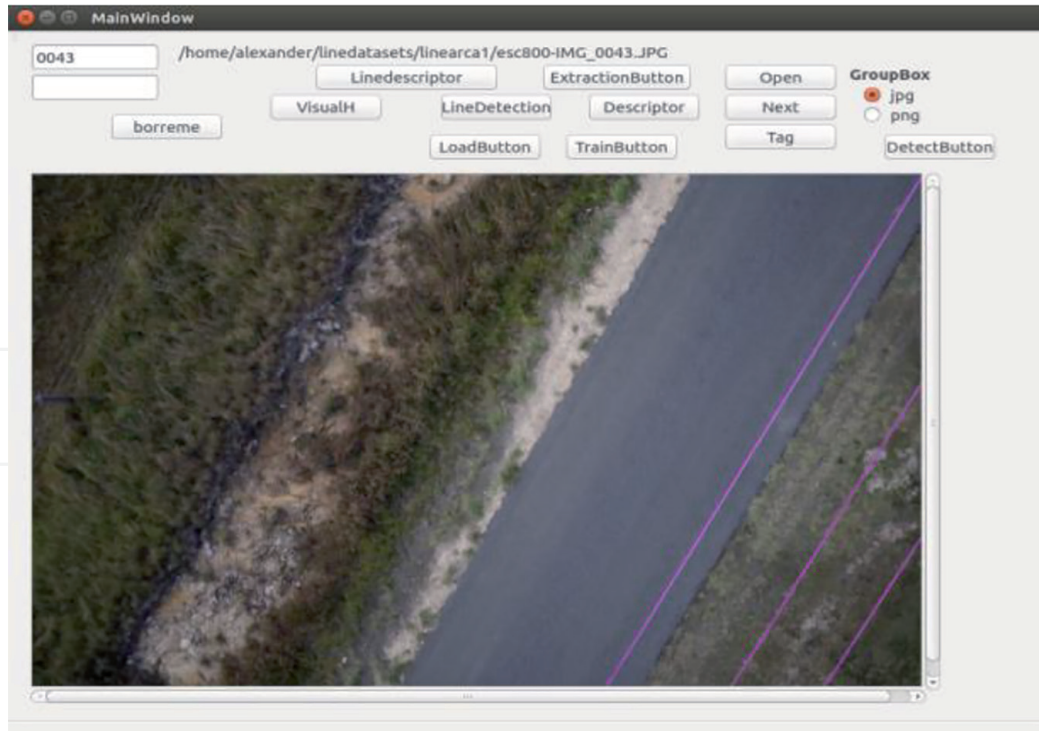 MainWindow
0043
/home/alexander/linedatasets/linearca1/esc800-IMG_0043.JPG
Linedescriptor
ExtractionButton
Open
GroupBox
jpg
VisualH
LineDetection
Descriptor
Next
png
borreme
LoadButton
TrainButton
Tag
DetectButton